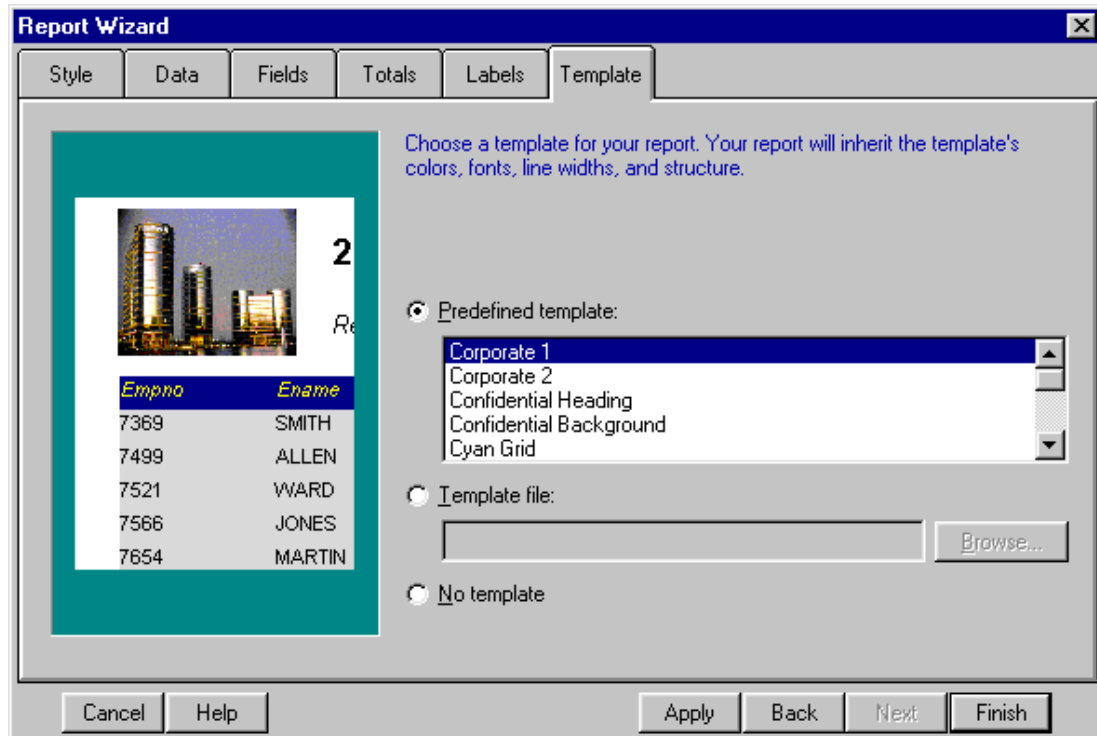 Report Wizard
Style Data Fields Totals Labels Template
Choose a template for your report. Your report will inherit the template's
colors, fonts, line widths, and structure.
2
Re
Empno Ename
7369 SMITH
7499 ALLEN
7521 WARD
7566 JONES
7654 MARTIN
Predefined template:
Corporate 1
Corporate 2
Confidential Heading
Confidential Background
Cyan Grid
Template file:
Browse...
No template
Cancel Help Apply Back Next Finish